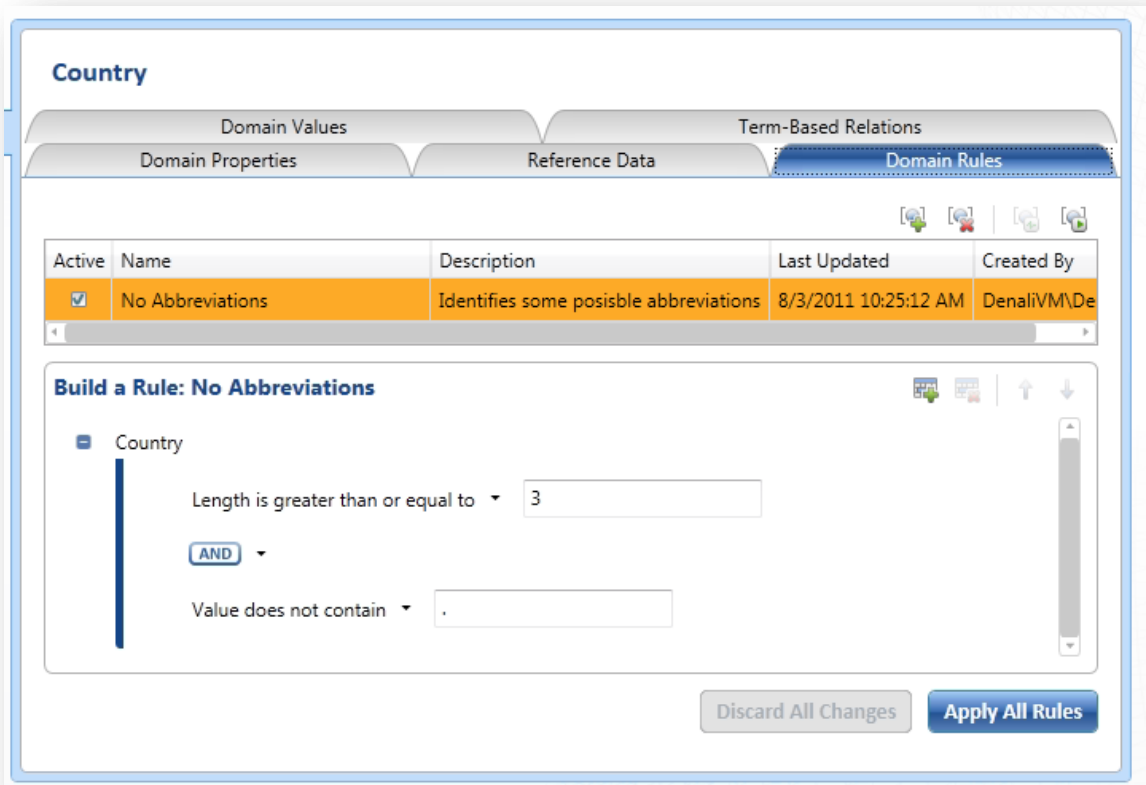 Country
Domain Values Term-Based Relations
Domain Properties Reference Data Domain Rules
Active Name Description Last Updated Created By
No Abbreviations Identifies some posisble abbreviations 8/3/2011 10:25:12 AM DenaliVM\De
Build a Rule: No Abbreviations
Country
Length is greater than or equal to 3
AND
Value does not contain .
Discard All Changes Apply All Rules